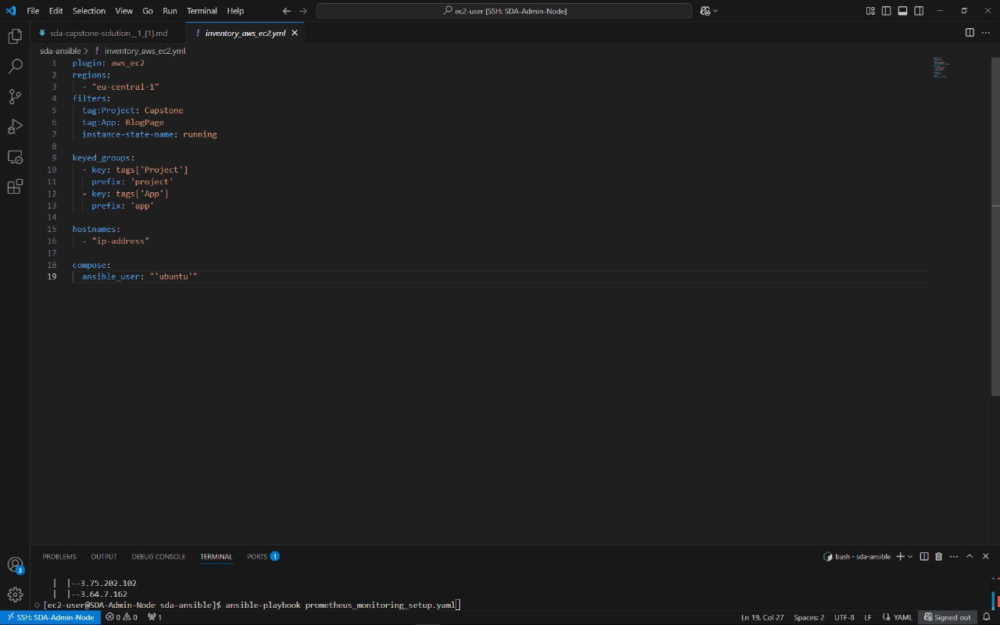 File Edit Selection View Go Run Terminal Help
ec2-user [SSH: SDA-Admin-Node]
sda-capstone-solution__1_[1].md
! inventory_aws_ec2.yml
sda-ansible > ! inventory_aws_ec2.yml
1 plugin: aws_ec2
2 regions:
3   - "eu-central-1"
4 filters:
5   tag:Project: Capstone
6   tag:App: BlogPage
7   instance-state-name: running
8
9 keyed_groups:
10   - key: tags['Project']
11     prefix: 'project'
12   - key: tags['App']
13     prefix: 'app'
14
15 hostnames:
16   - "ip-address"
17
18 compose:
19   ansible_user: "'ubuntu'"
PROBLEMS OUTPUT DEBUG CONSOLE TERMINAL PORTS 1
bash - sda-ansible
|  |--3.75.202.102
|  |--3.64.7.162
[ec2-user@SDA-Admin-Node sda-ansible]$ ansible-playbook prometheus_monitoring_setup.yaml
3
SSH: SDA-Admin-Node 0 0 1 Ln 19, Col 27 Spaces: 2 UTF-8 LF YAML Signed out